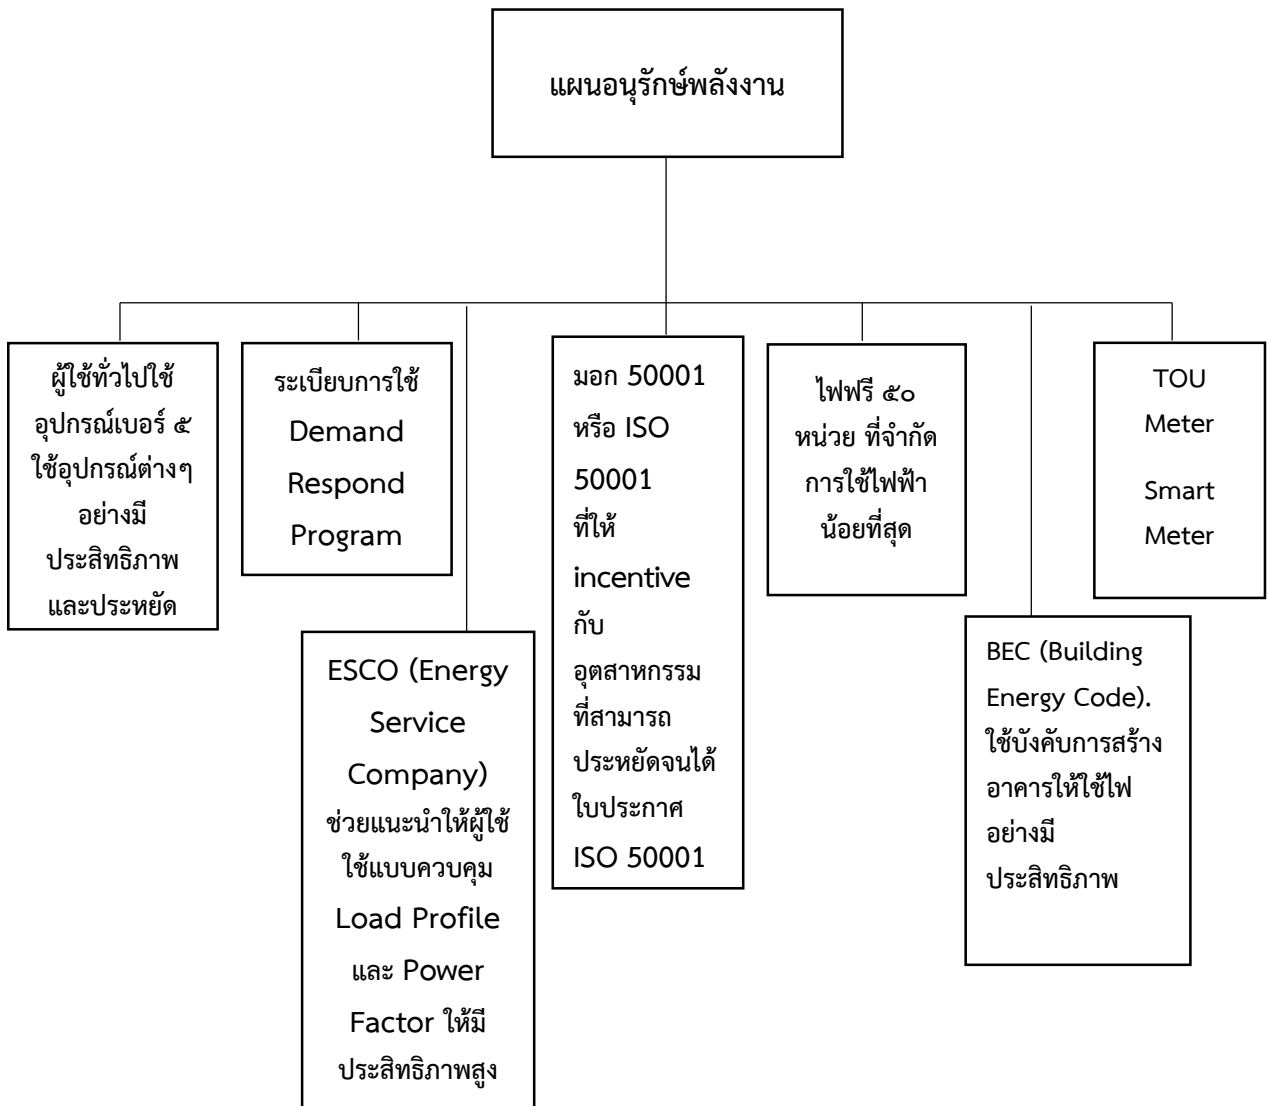 แผนอนุรักษ์พลังงาน
ผู้ใช้ทั่วไปใช้
อุปกรณ์เบอร์ ๕
ใช้อุปกรณ์ต่างๆ
อย่างมี
ประสิทธิภาพ
และประหยัด
ระเบียบการใช้
Demand
Respond
Program
ESCO (Energy
Service
Company)
ช่วยแนะนำให้ผู้ใช้
ใช้แบบควบคุม
Load Profile
และ Power
Factor ให้มี
ประสิทธิภาพสูง
มอก 50001
หรือ ISO
50001
ที่ให้
incentive
กับ
อุตสาหกรรม
ที่สามารถ
ประหยัดจนได้
ใบประกาศ
ISO 50001
ไฟฟรี ๕๐
หน่วย ที่จำกัด
การใช้ไฟฟ้า
น้อยที่สุด
BEC (Building
Energy Code).
ใช้บังคับการสร้าง
อาคารให้ใช้ไฟ
อย่างมี
ประสิทธิภาพ
TOU
Meter
Smart
Meter